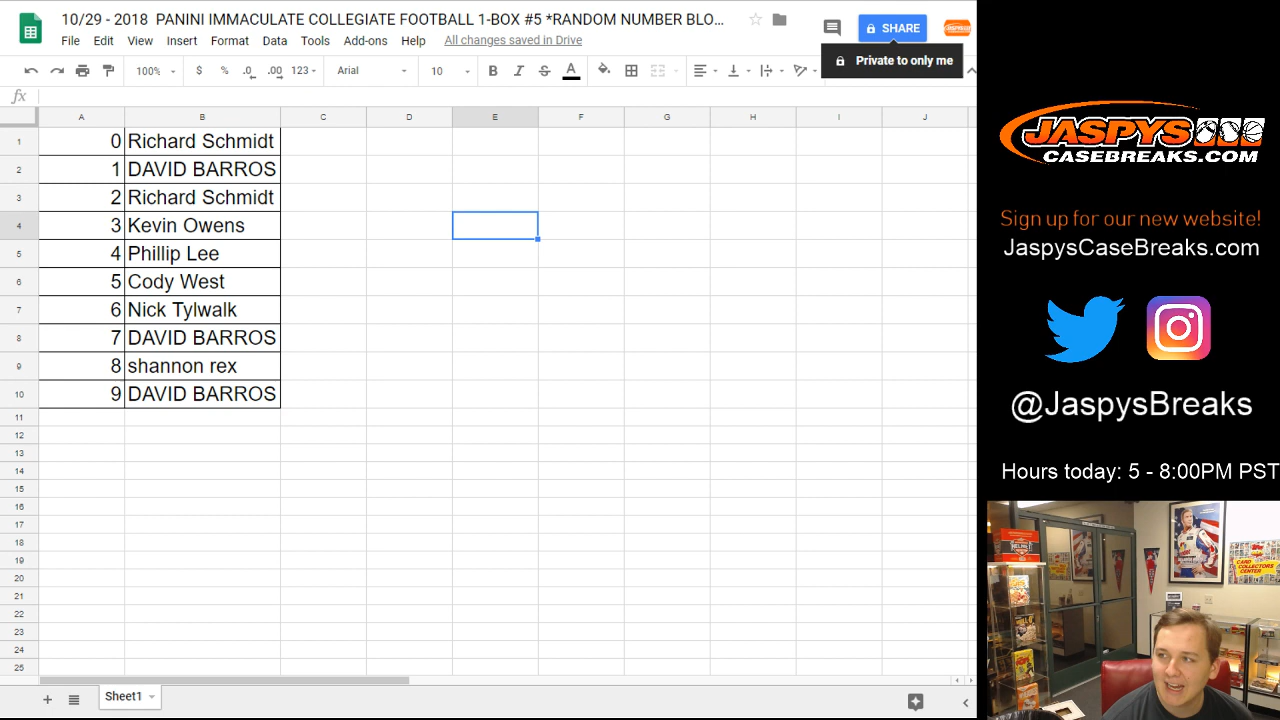 10/29 - 2018 PANINI IMMACULATE COLLEGIATE FOOTBALL 1-BOX #5 *RANDOM NUMBER BLO...
SHARE
File Edit View Insert Format Data Tools Add-ons Help All changes saved in Drive
Private to only me
100% $ % .0 .00 123 Arial 10 B I S A
fx
A B C D E F G H I J
1 0 Richard Schmidt
2 1 DAVID BARROS
3 2 Richard Schmidt
4 3 Kevin Owens
5 4 Phillip Lee
6 5 Cody West
7 6 Nick Tylwalk
8 7 DAVID BARROS
9 8 shannon rex
10 9 DAVID BARROS
11
12
13
14
15
16
17
18
19
20
21
22
23
24
25
+ Sheet1
JASPYS
CASEBREAKS.COM
Sign up for our new website!
JaspysCaseBreaks.com
@JaspysBreaks
Hours today: 5 - 8:00PM PST
HELMET
CARD
COLLECTORS
CENTER